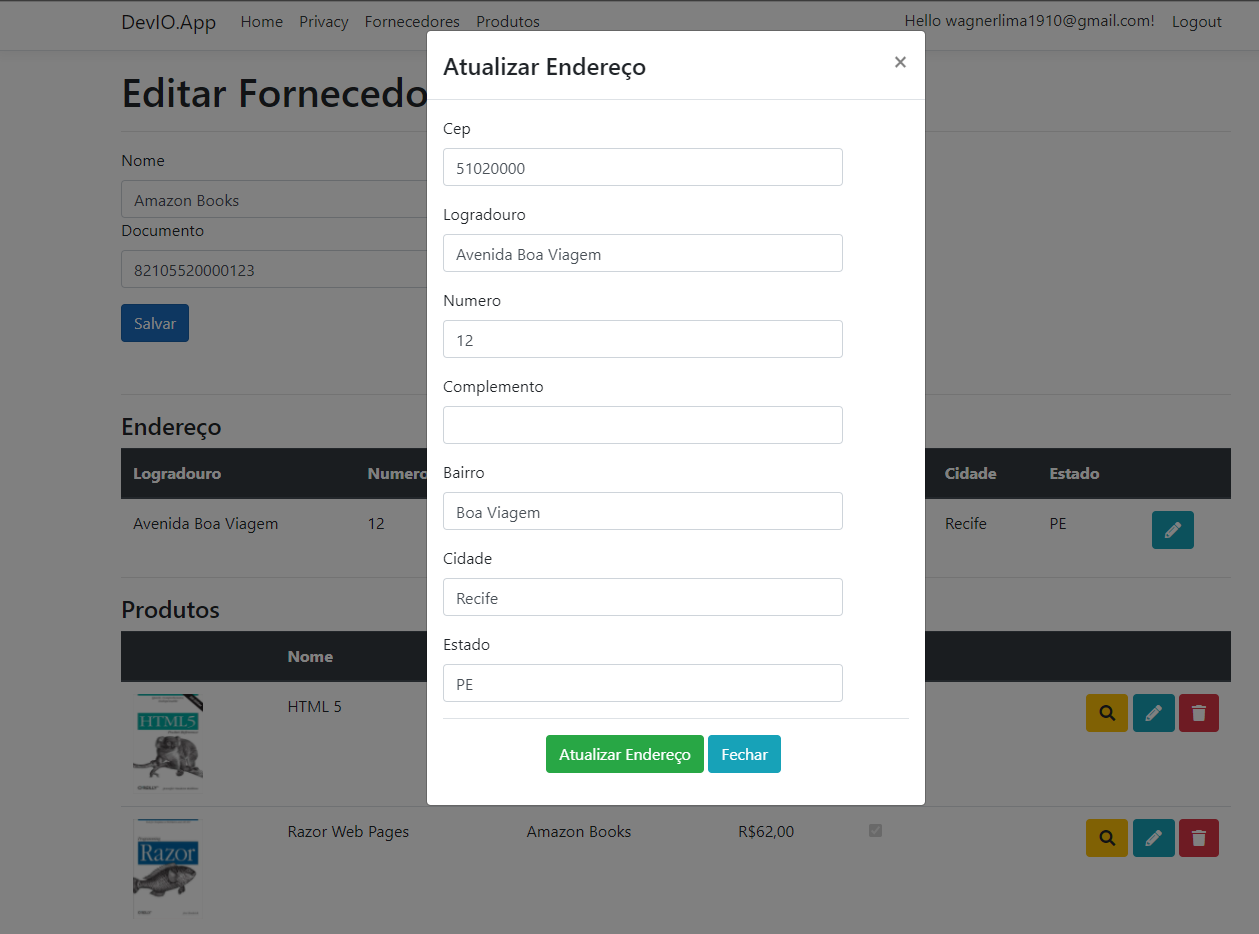 DevIO.App Home Privacy Fornecedores Produtos Hello wagnerlima1910@gmail.com! Logout
Editar Fornecedo
Nome
Amazon Books
Documento
82105520000123
Salvar
Atualizar Endereço ×
Cep
51020000
Logradouro
Avenida Boa Viagem
Numero
12
Complemento
Bairro
Boa Viagem
Cidade
Recife
Estado
PE
Atualizar Endereço Fechar
Endereço
Logradouro Numero Cidade Estado
Avenida Boa Viagem 12 Recife PE
Produtos
Nome
HTML5
HTML 5
Razor
Razor Web Pages Amazon Books R$62,00